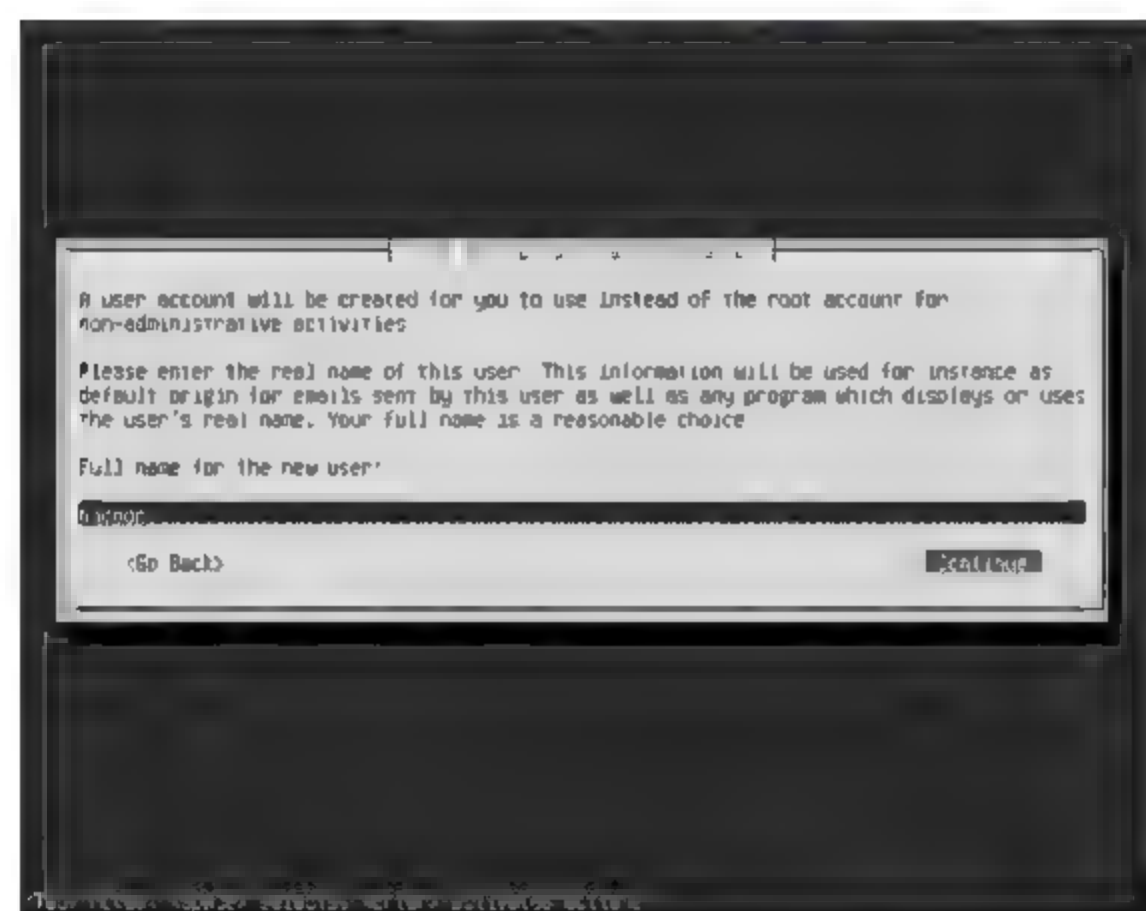 A user account will be created for you to use instead of the root account for
non-administrative activities
Please enter the real name of this user. This information will be used for instance as
default origin for emails sent by this user as well as any program which displays or uses
the user's real name. Your full name is a reasonable choice
Full name for the new user:
<Go Back> Continue